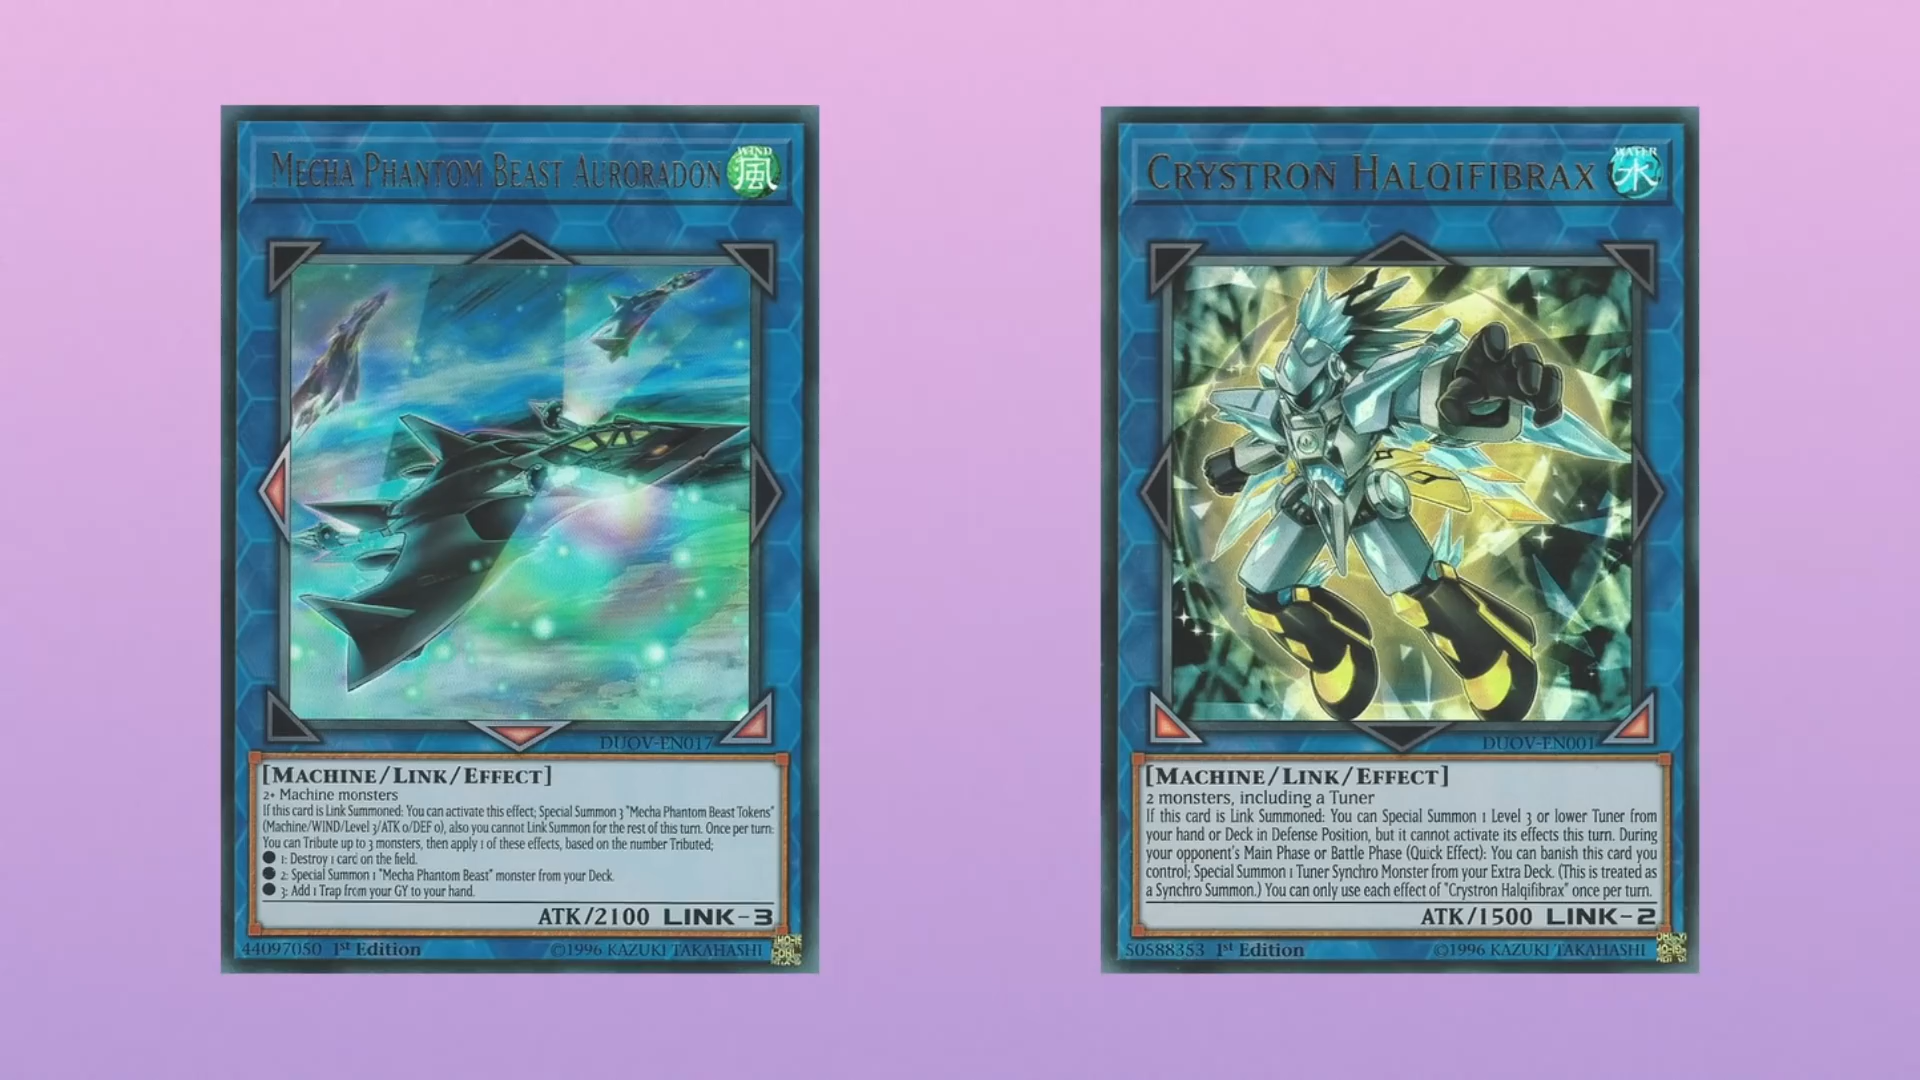 MECHA PHANTOM BEAST AURORADON
WIND
風
DUOV-EN017
[MACHINE/LINK/EFFECT]
2+ Machine monsters
If this card is Link Summoned: You can activate this effect; Special Summon 3 "Mecha Phantom Beast Tokens"
(Machine/WIND/Level 3/ATK 0/DEF 0), also you cannot Link Summon for the rest of this turn. Once per turn:
You can Tribute up to 3 monsters, then apply 1 of these effects, based on the number Tributed;
● 1: Destroy 1 card on the field.
● 2: Special Summon 1 "Mecha Phantom Beast" monster from your Deck.
● 3: Add 1 Trap from your GY to your hand.
ATK/2100 LINK-3
44097050 1st Edition
©1996 KAZUKI TAKAHASHI
CRYSTRON HALQIFIBRAX
WATER
水
DUOV-EN001
[MACHINE/LINK/EFFECT]
2 monsters, including a Tuner
If this card is Link Summoned: You can Special Summon 1 Level 3 or lower Tuner from
your hand or Deck in Defense Position, but it cannot activate its effects this turn. During
your opponent's Main Phase or Battle Phase (Quick Effect): You can banish this card you
control; Special Summon 1 Tuner Synchro Monster from your Extra Deck. (This is treated as
a Synchro Summon.) You can only use each effect of "Crystron Halqifibrax" once per turn.
ATK/1500 LINK-2
50588353 1st Edition
©1996 KAZUKI TAKAHASHI